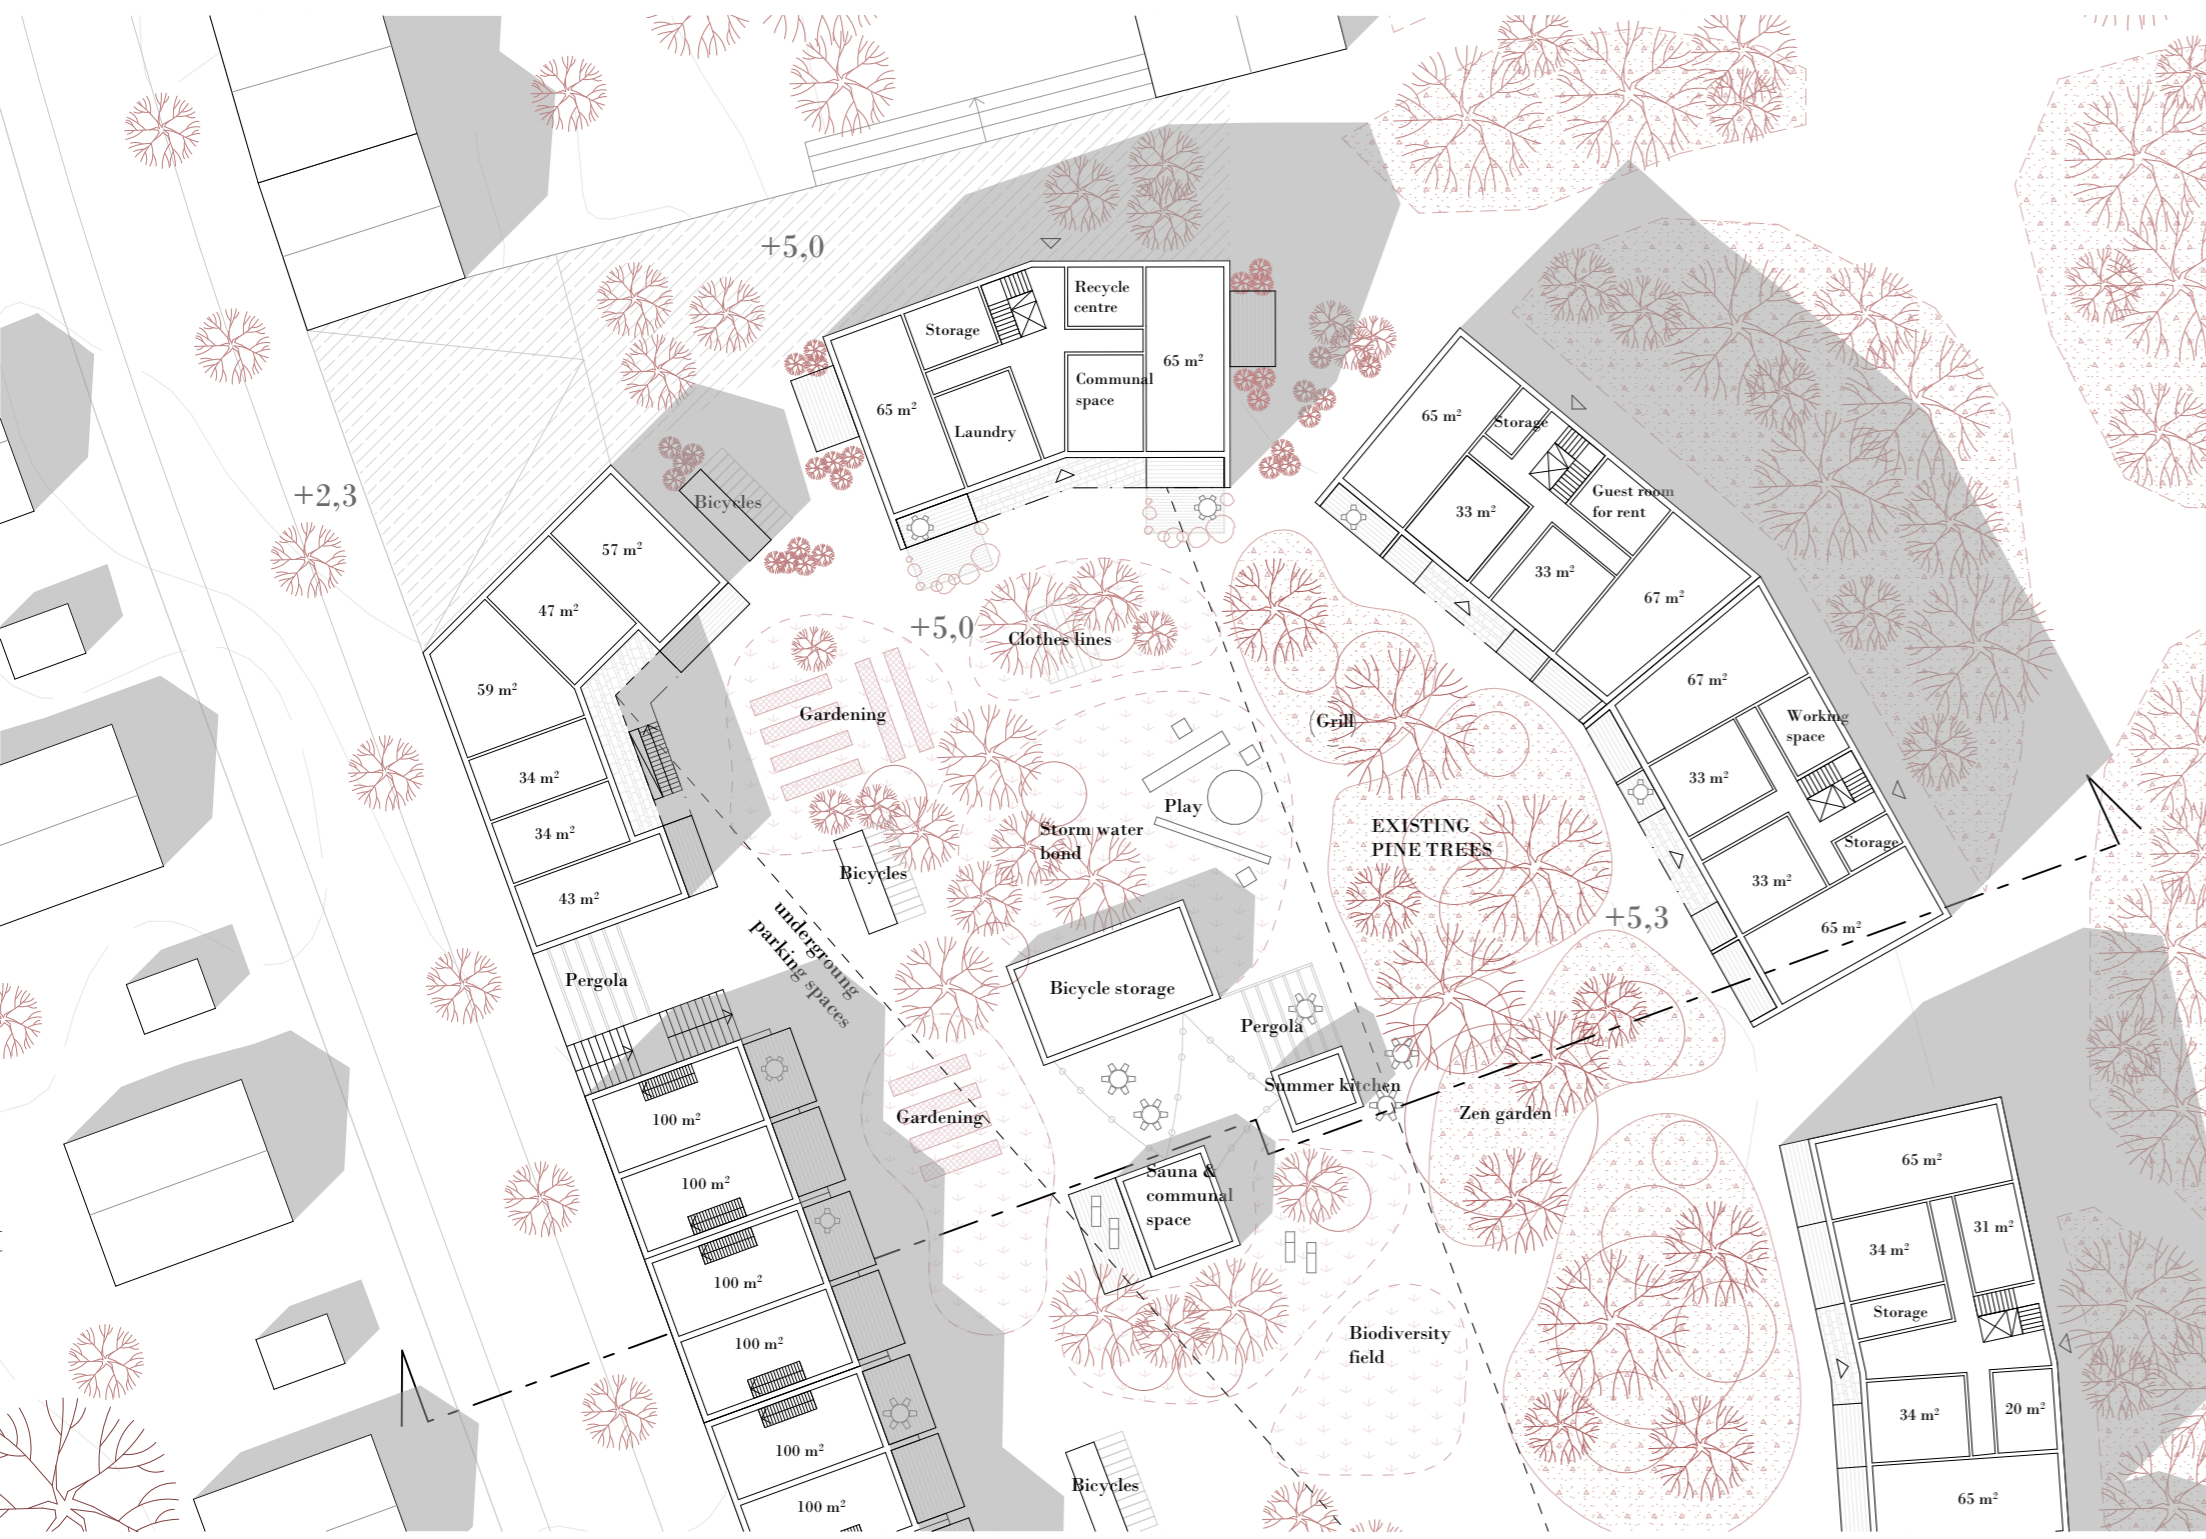 +5,0
Recycle
centre
Storage
Communal
space
65 m²
65 m²
Laundry
65 m²
Storage
Guest room
for rent
33 m²
33 m²
67 m²
+2,3
Bicycles
57 m²
47 m²
59 m²
34 m²
34 m²
43 m²
+5,0
Clothes lines
Gardening
Grill
67 m²
Working
space
33 m²
33 m²
Storage
65 m²
Play
Storm water
bond
EXISTING
PINE TREES
+5,3
Bicycles
underground
parking spaces
Pergola
Bicycle storage
Pergola
Summer kitchen
Zen garden
Gardening
100 m²
100 m²
100 m²
100 m²
100 m²
100 m²
Sauna &
communal
space
Biodiversity
field
Bicycles
65 m²
31 m²
34 m²
Storage
34 m²
20 m²
65 m²